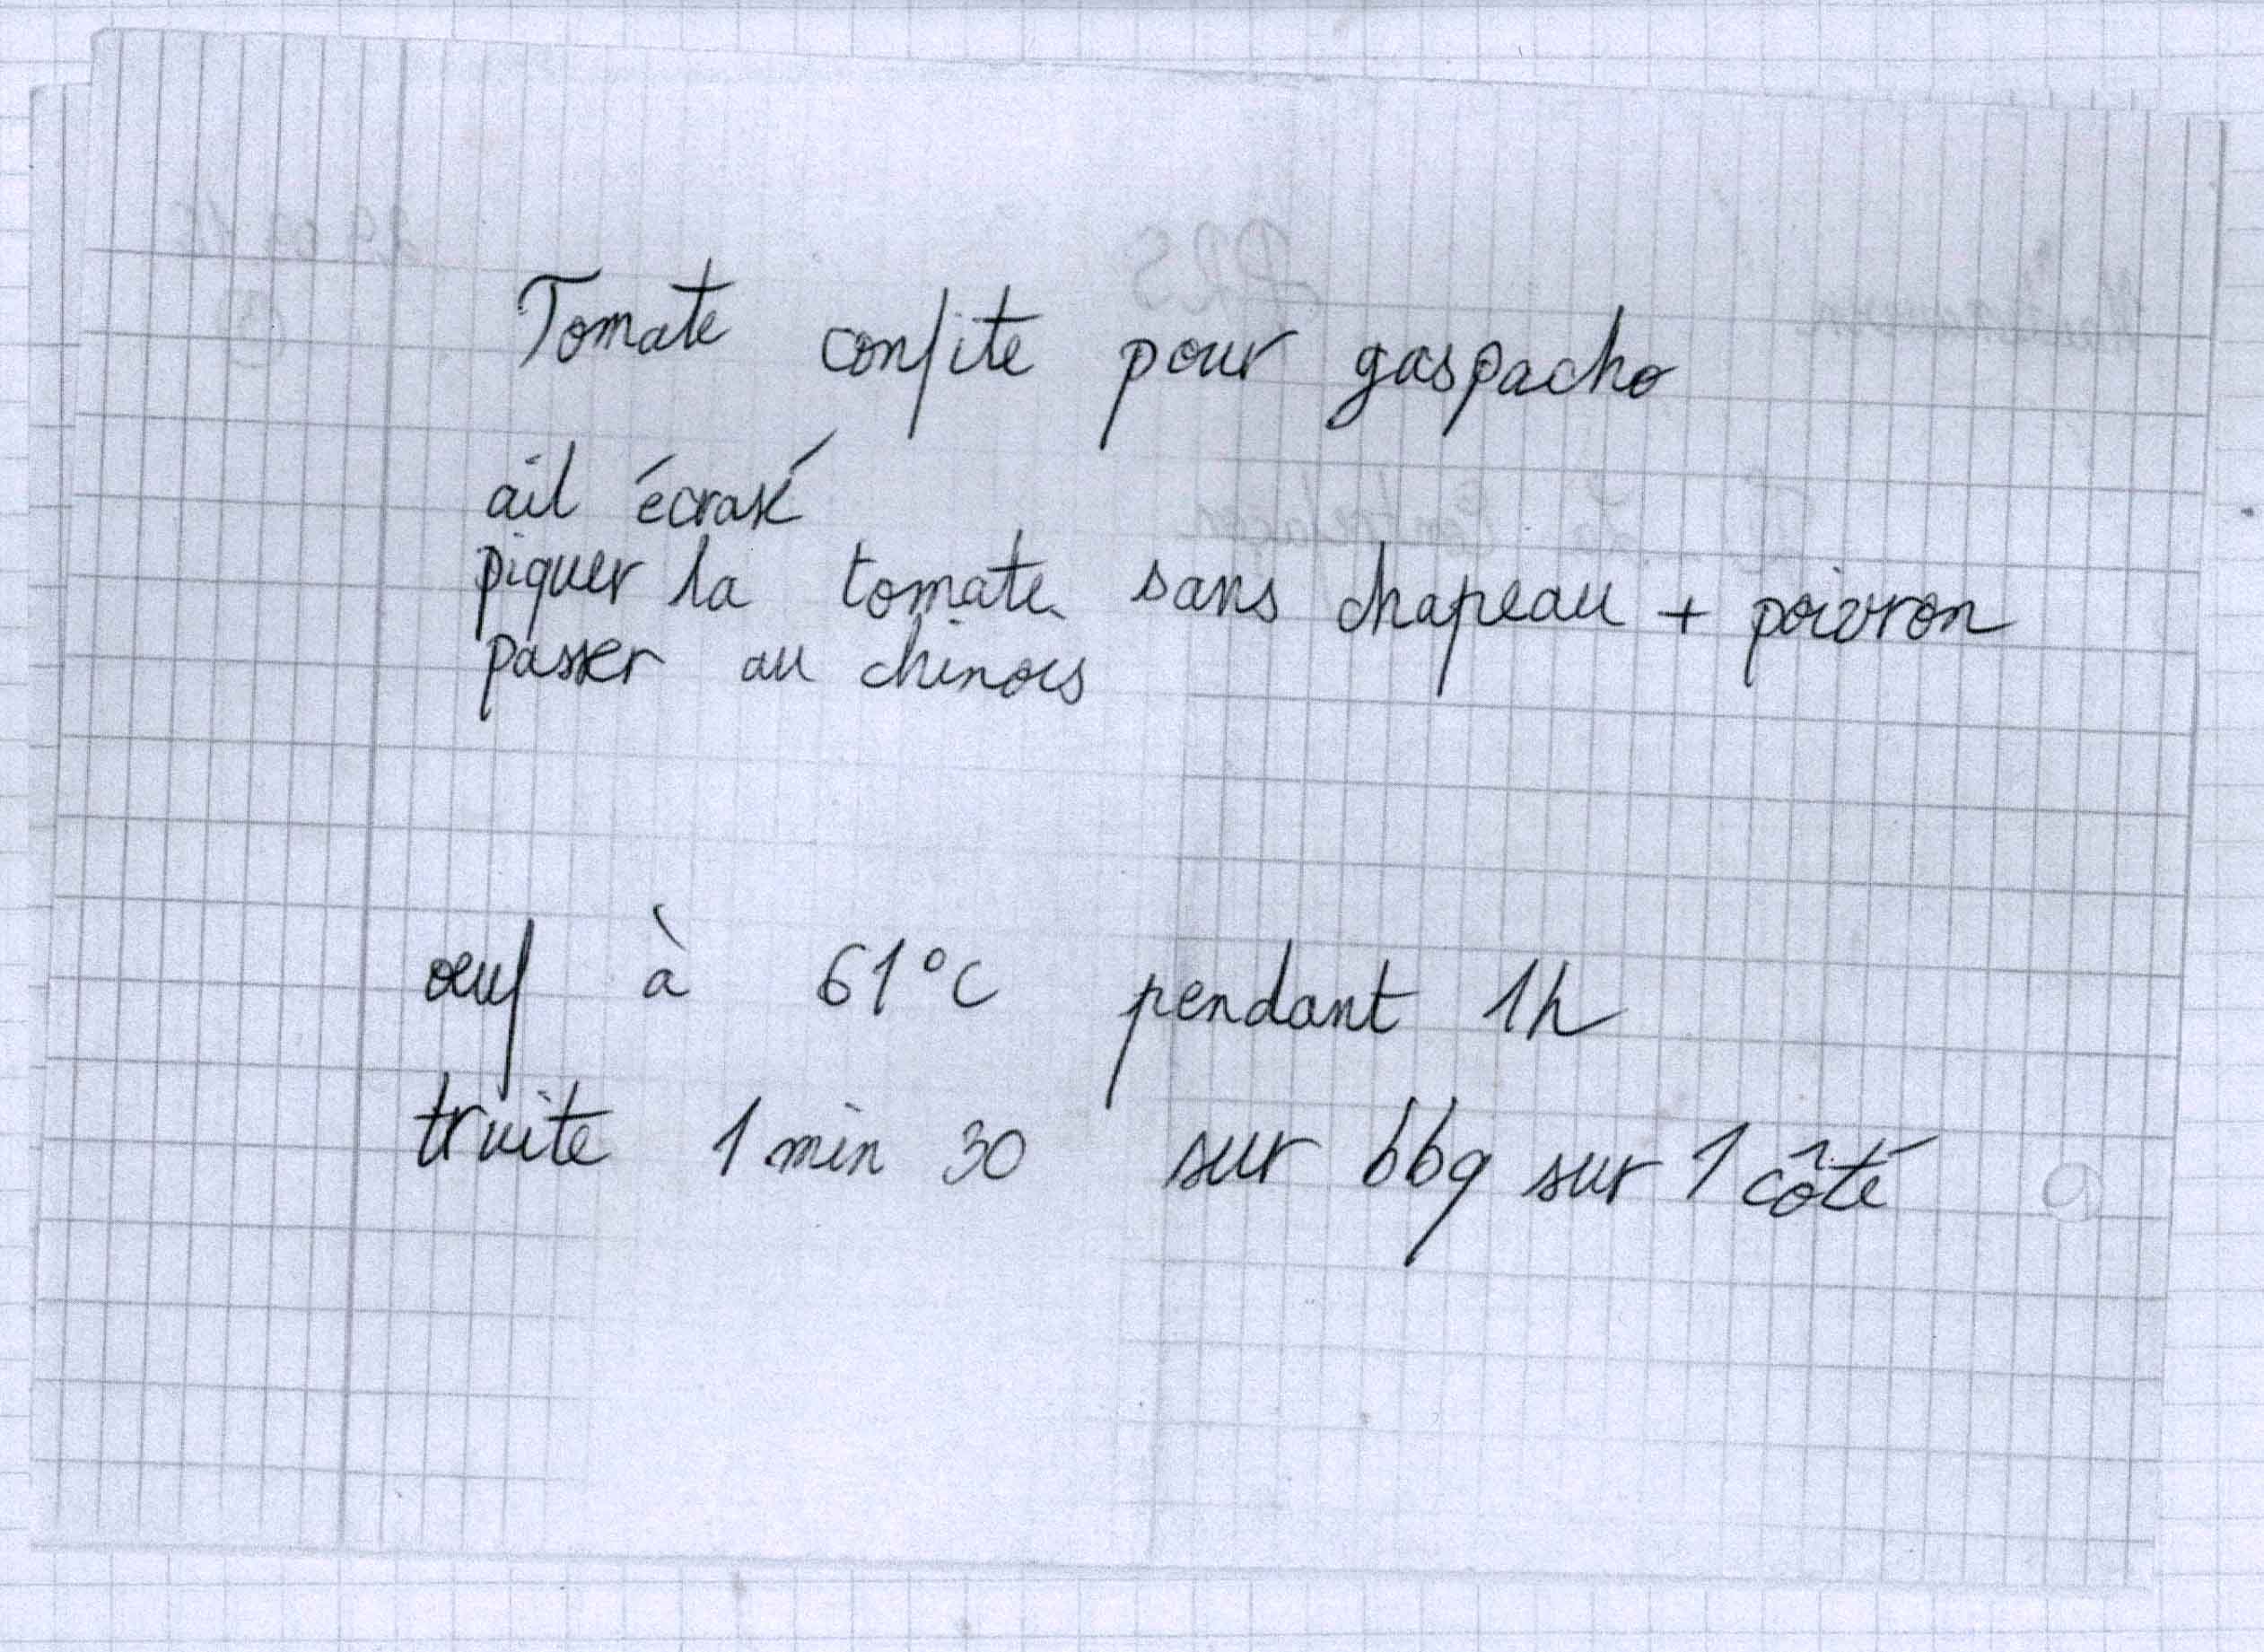 Tomate confite pour gaspacho
ail écrasé
piquer la tomate sans chapeau + poivron
passer au chinois
oeuf à 61°C pendant 1h
truite 1 min 30 sur bbq sur 1 côté